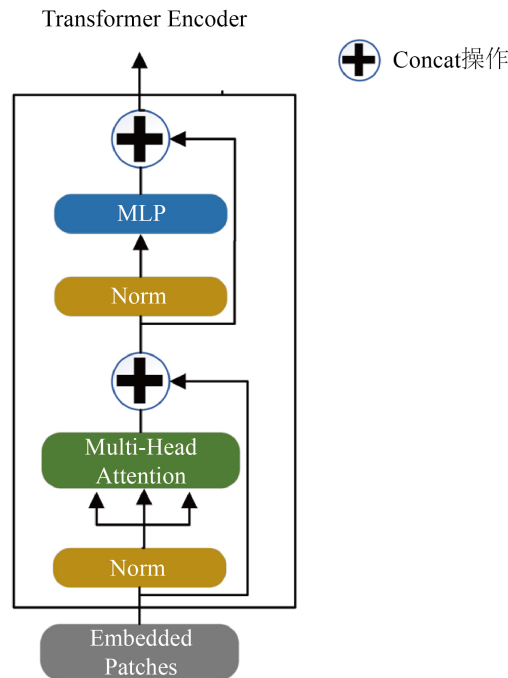 Transformer Encoder
Concat操作
MLP
Norm
Multi-Head
Attention
Norm
Embedded
Patches